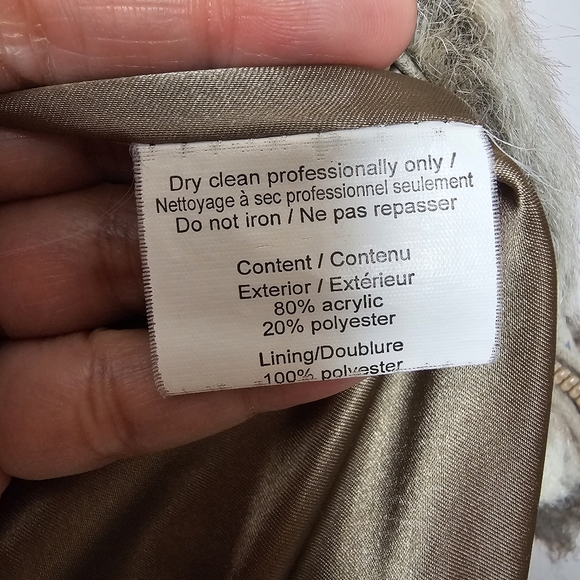 Dry clean professionally only /
Nettoyage à sec professionnel seulement
Do not iron / Ne pas repasser
Content / Contenu
Exterior / Extérieur
80% acrylic
20% polyester
Lining/Doublure
100% polyester